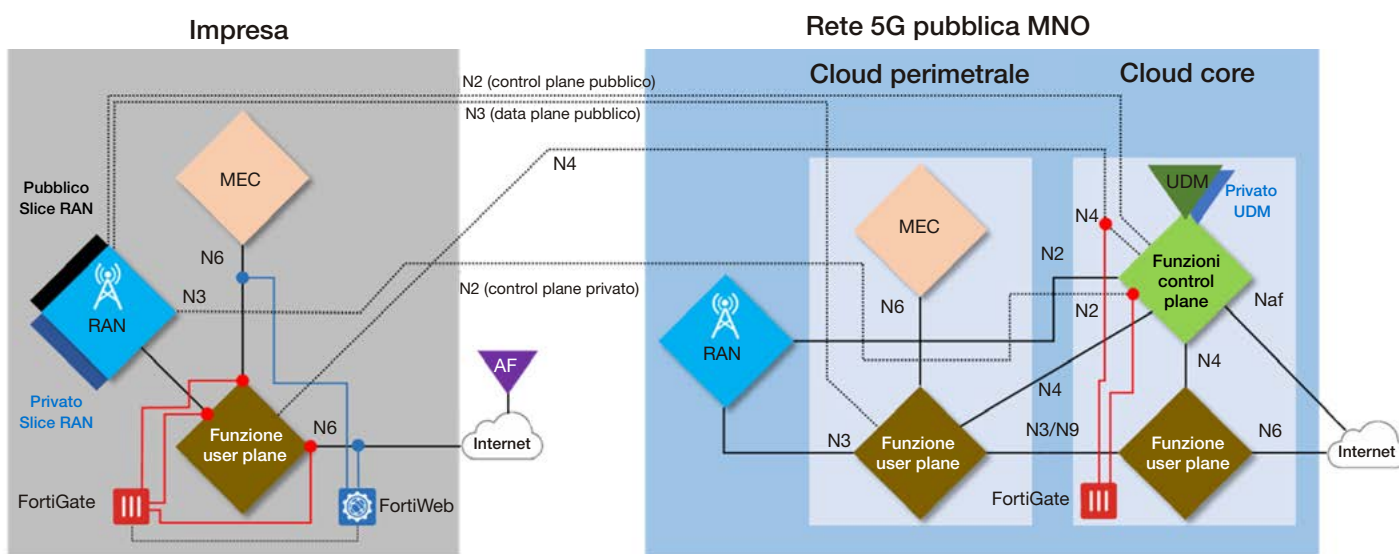 Impresa
Rete 5G pubblica MNO
N2 (control plane pubblico)
Cloud perimetrale
Cloud core
N3 (data plane pubblico)
N4
MEC
UDM
Pubblico
Slice RAN
Privato
UDM
N4
MEC
N6
N2
Funzioni
control
plane
N3
N2 (control plane privato)
N6
N2
Naf
RAN
RAN
AF
N4
N4
Privato
Slice RAN
N6
Internet
N3
N3/N9
N6
Funzione
user plane
Funzione
user plane
Funzione
user plane
Internet
FortiGate
FortiWeb
FortiGate